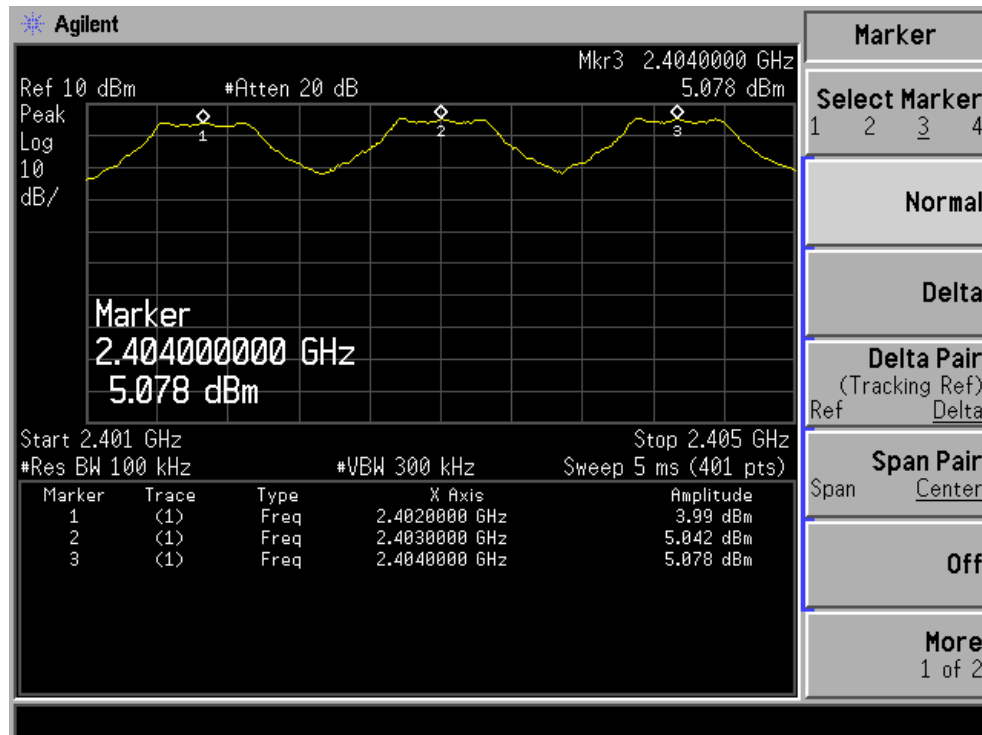 Agilent
Mkr3 2.4040000 GHz
Ref 10 dBm #Atten 20 dB 5.078 dBm
Peak
Log
10
dB/
1 2 3
Marker
2.404000000 GHz
5.078 dBm
Start 2.401 GHz Stop 2.405 GHz
#Res BW 100 kHz #VBW 300 kHz Sweep 5 ms (401 pts)
Marker Trace Type X Axis Amplitude
1 (1) Freq 2.4020000 GHz 3.99 dBm
2 (1) Freq 2.4030000 GHz 5.042 dBm
3 (1) Freq 2.4040000 GHz 5.078 dBm
Marker
Select Marker
1 2 3 4
Normal
Delta
Delta Pair
(Tracking Ref)
Ref Delta
Span Pair
Span Center
Off
More
1 of 2